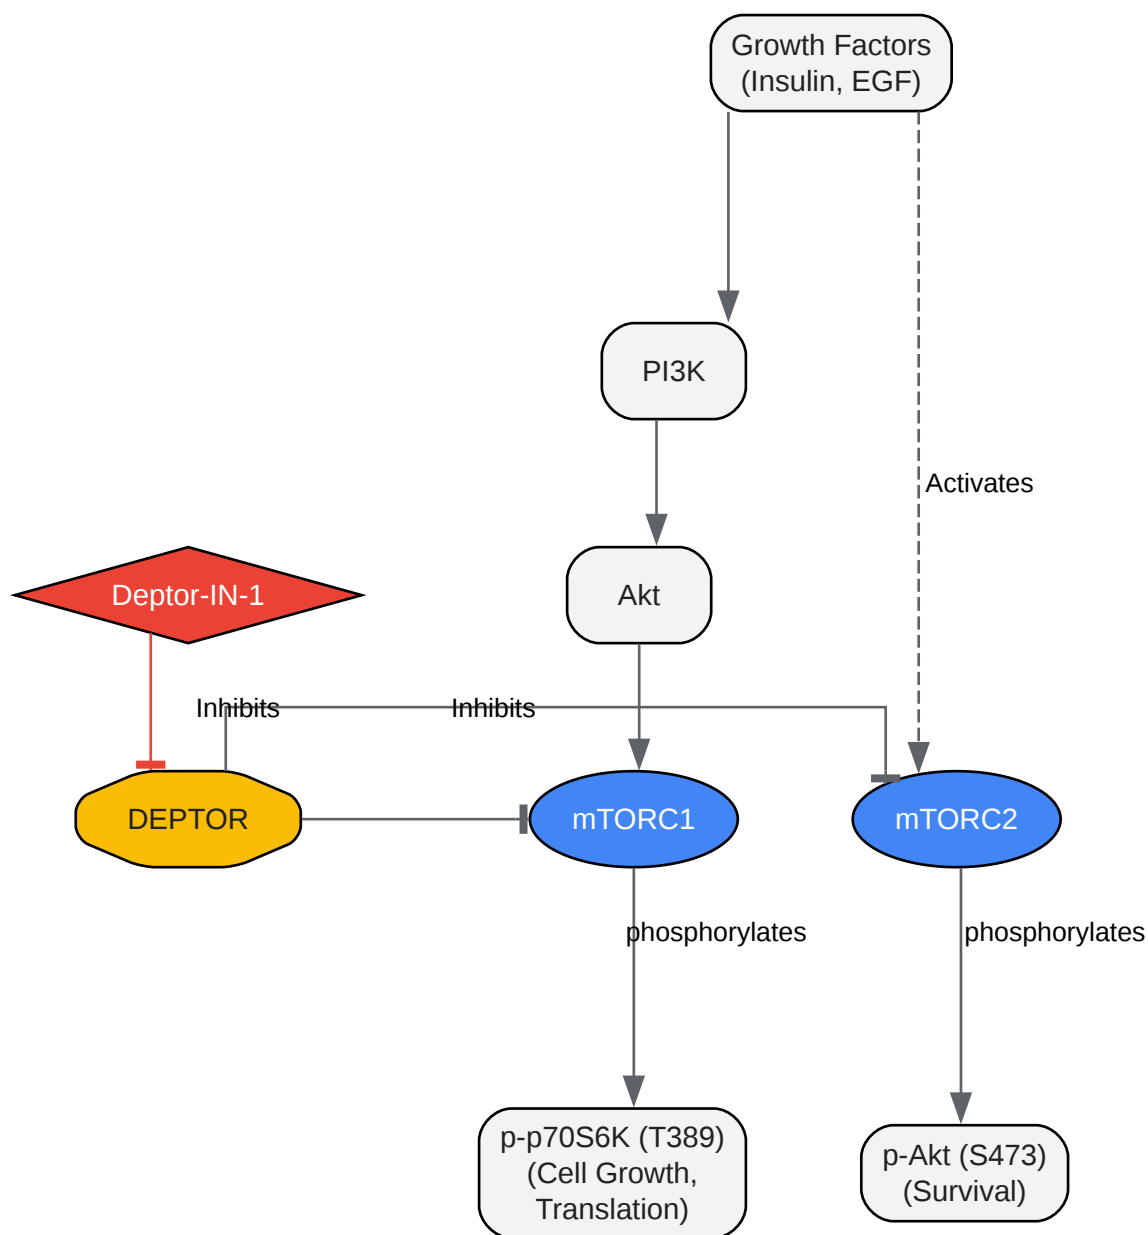 Growth Factors
(Insulin, EGF)
PI3K
Activates
Deptor-IN-1
Akt
Inhibits
Inhibits
DEPTOR
mTORC1
mTORC2
phosphorylates
phosphorylates
p-p70S6K (T389)
(Cell Growth,
Translation)
p-Akt (S473)
(Survival)